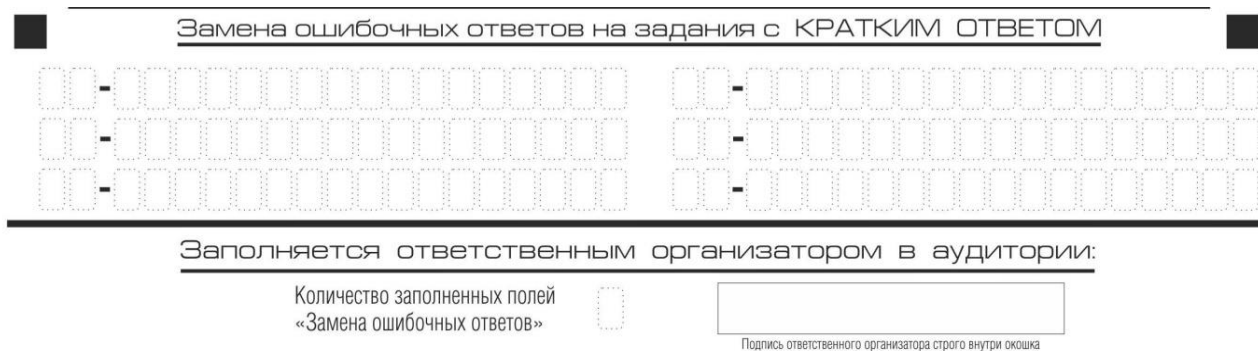 Замена ошибочных ответов на задания с КРАТКИМ ОТВЕТОМ
-
-
-
-
-
-
Заполняется ответственным организатором в аудитории:
Количество заполненных полей
«Замена ошибочных ответов»
Подпись ответственного организатора строго внутри окошка